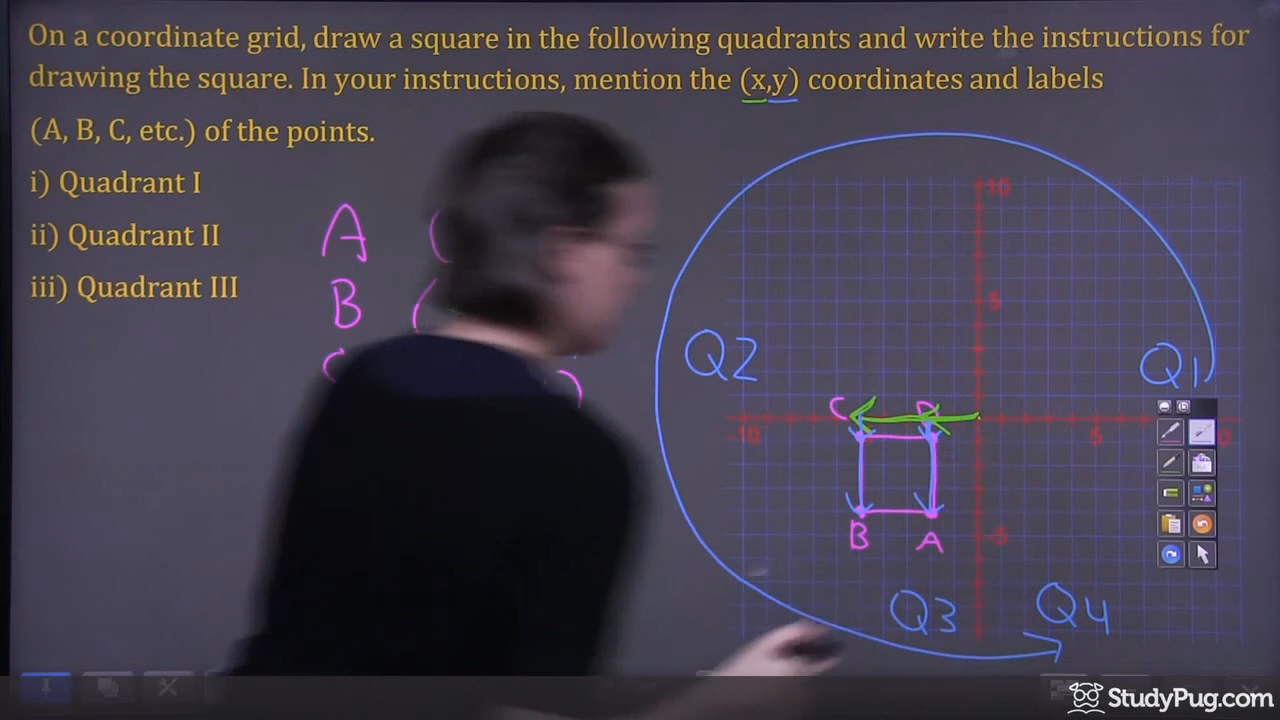 On a coordinate grid, draw a square in the following quadrants and write the instructions for
drawing the square. In your instructions, mention the (x,y) coordinates and labels
(A, B, C, etc.) of the points.
i) Quadrant I
ii) Quadrant II
iii) Quadrant III
A (
B (
)
10
5
Q2
Q1
C D
-10 5
B A
-5
Q3 Q4
StudyPug.com